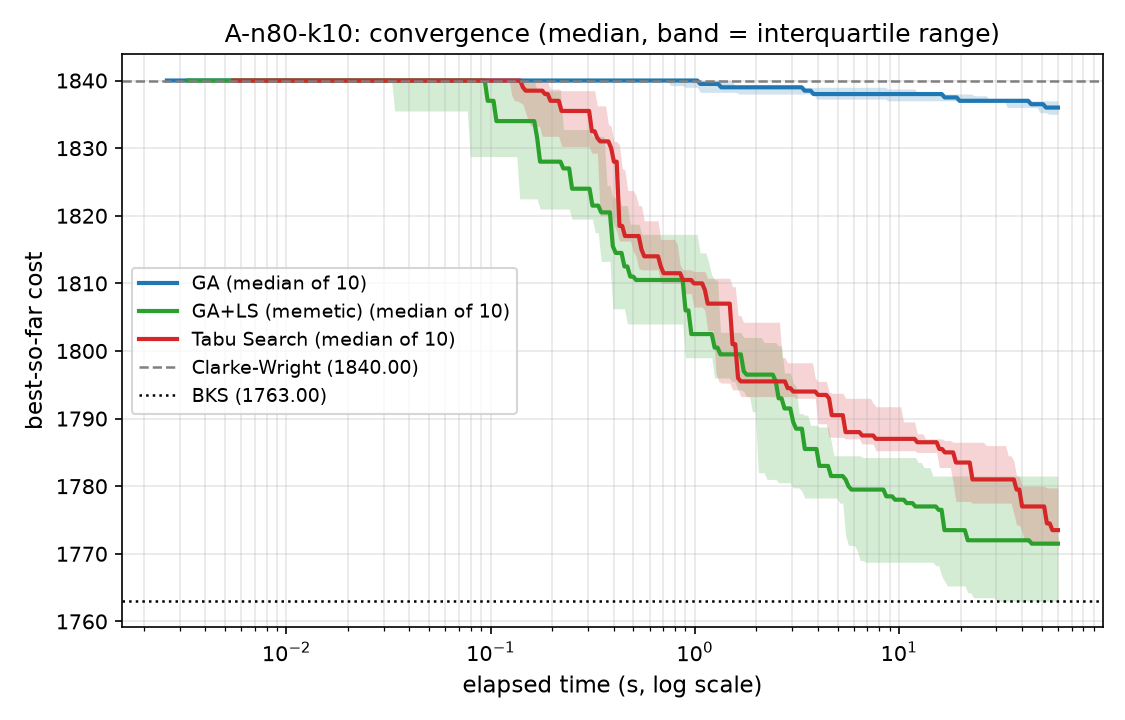 A-n80-k10: convergence (median, band = interquartile range)
best-so-far cost
1840
1830
1820
1810
1800
1790
1780
1770
1760
GA (median of 10)
GA+LS (memetic) (median of 10)
Tabu Search (median of 10)
Clarke-Wright (1840.00)
BKS (1763.00)
10⁻² 10⁻¹ 10⁰ 10¹
elapsed time (s, log scale)